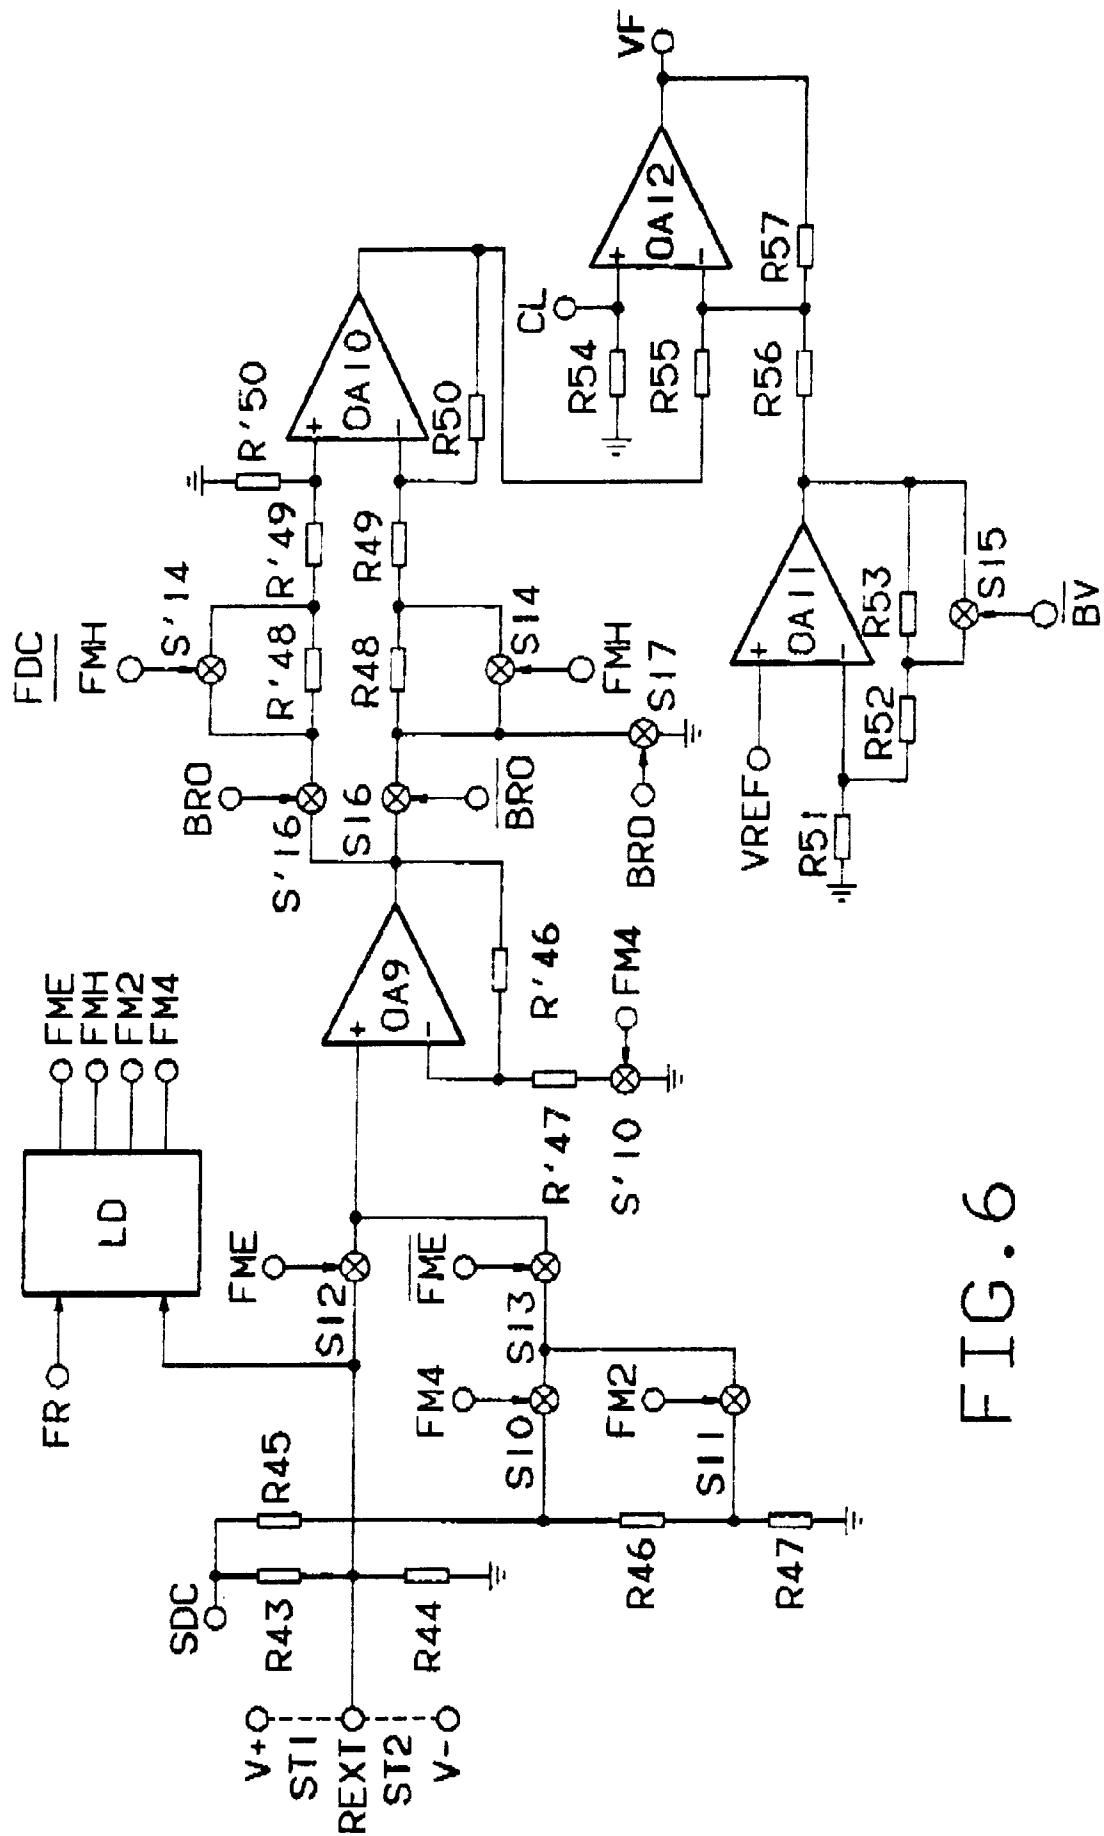 V+
ST1
REXT
ST2
V-
SDC
R43
R44
R45
R46
R47
FR
LD
FME
FMH
FM2
FM4
FME
S12
FME
S13
FM4
S10
FM2
S11
OA9
+
-
R'46
R'47
S'10
FM4
S'16
BRO
S16
BRO
BRO
S17
FDC
FMH
S'14
R'48
R'49
R'50
R48
R49
S14
FMH
OA10
+
-
R50
CL
R54
R55
R56
R57
OA12
+
-
VF
VREF
R51
R52
R53
OA11
+
-
S15
BV
FIG.6